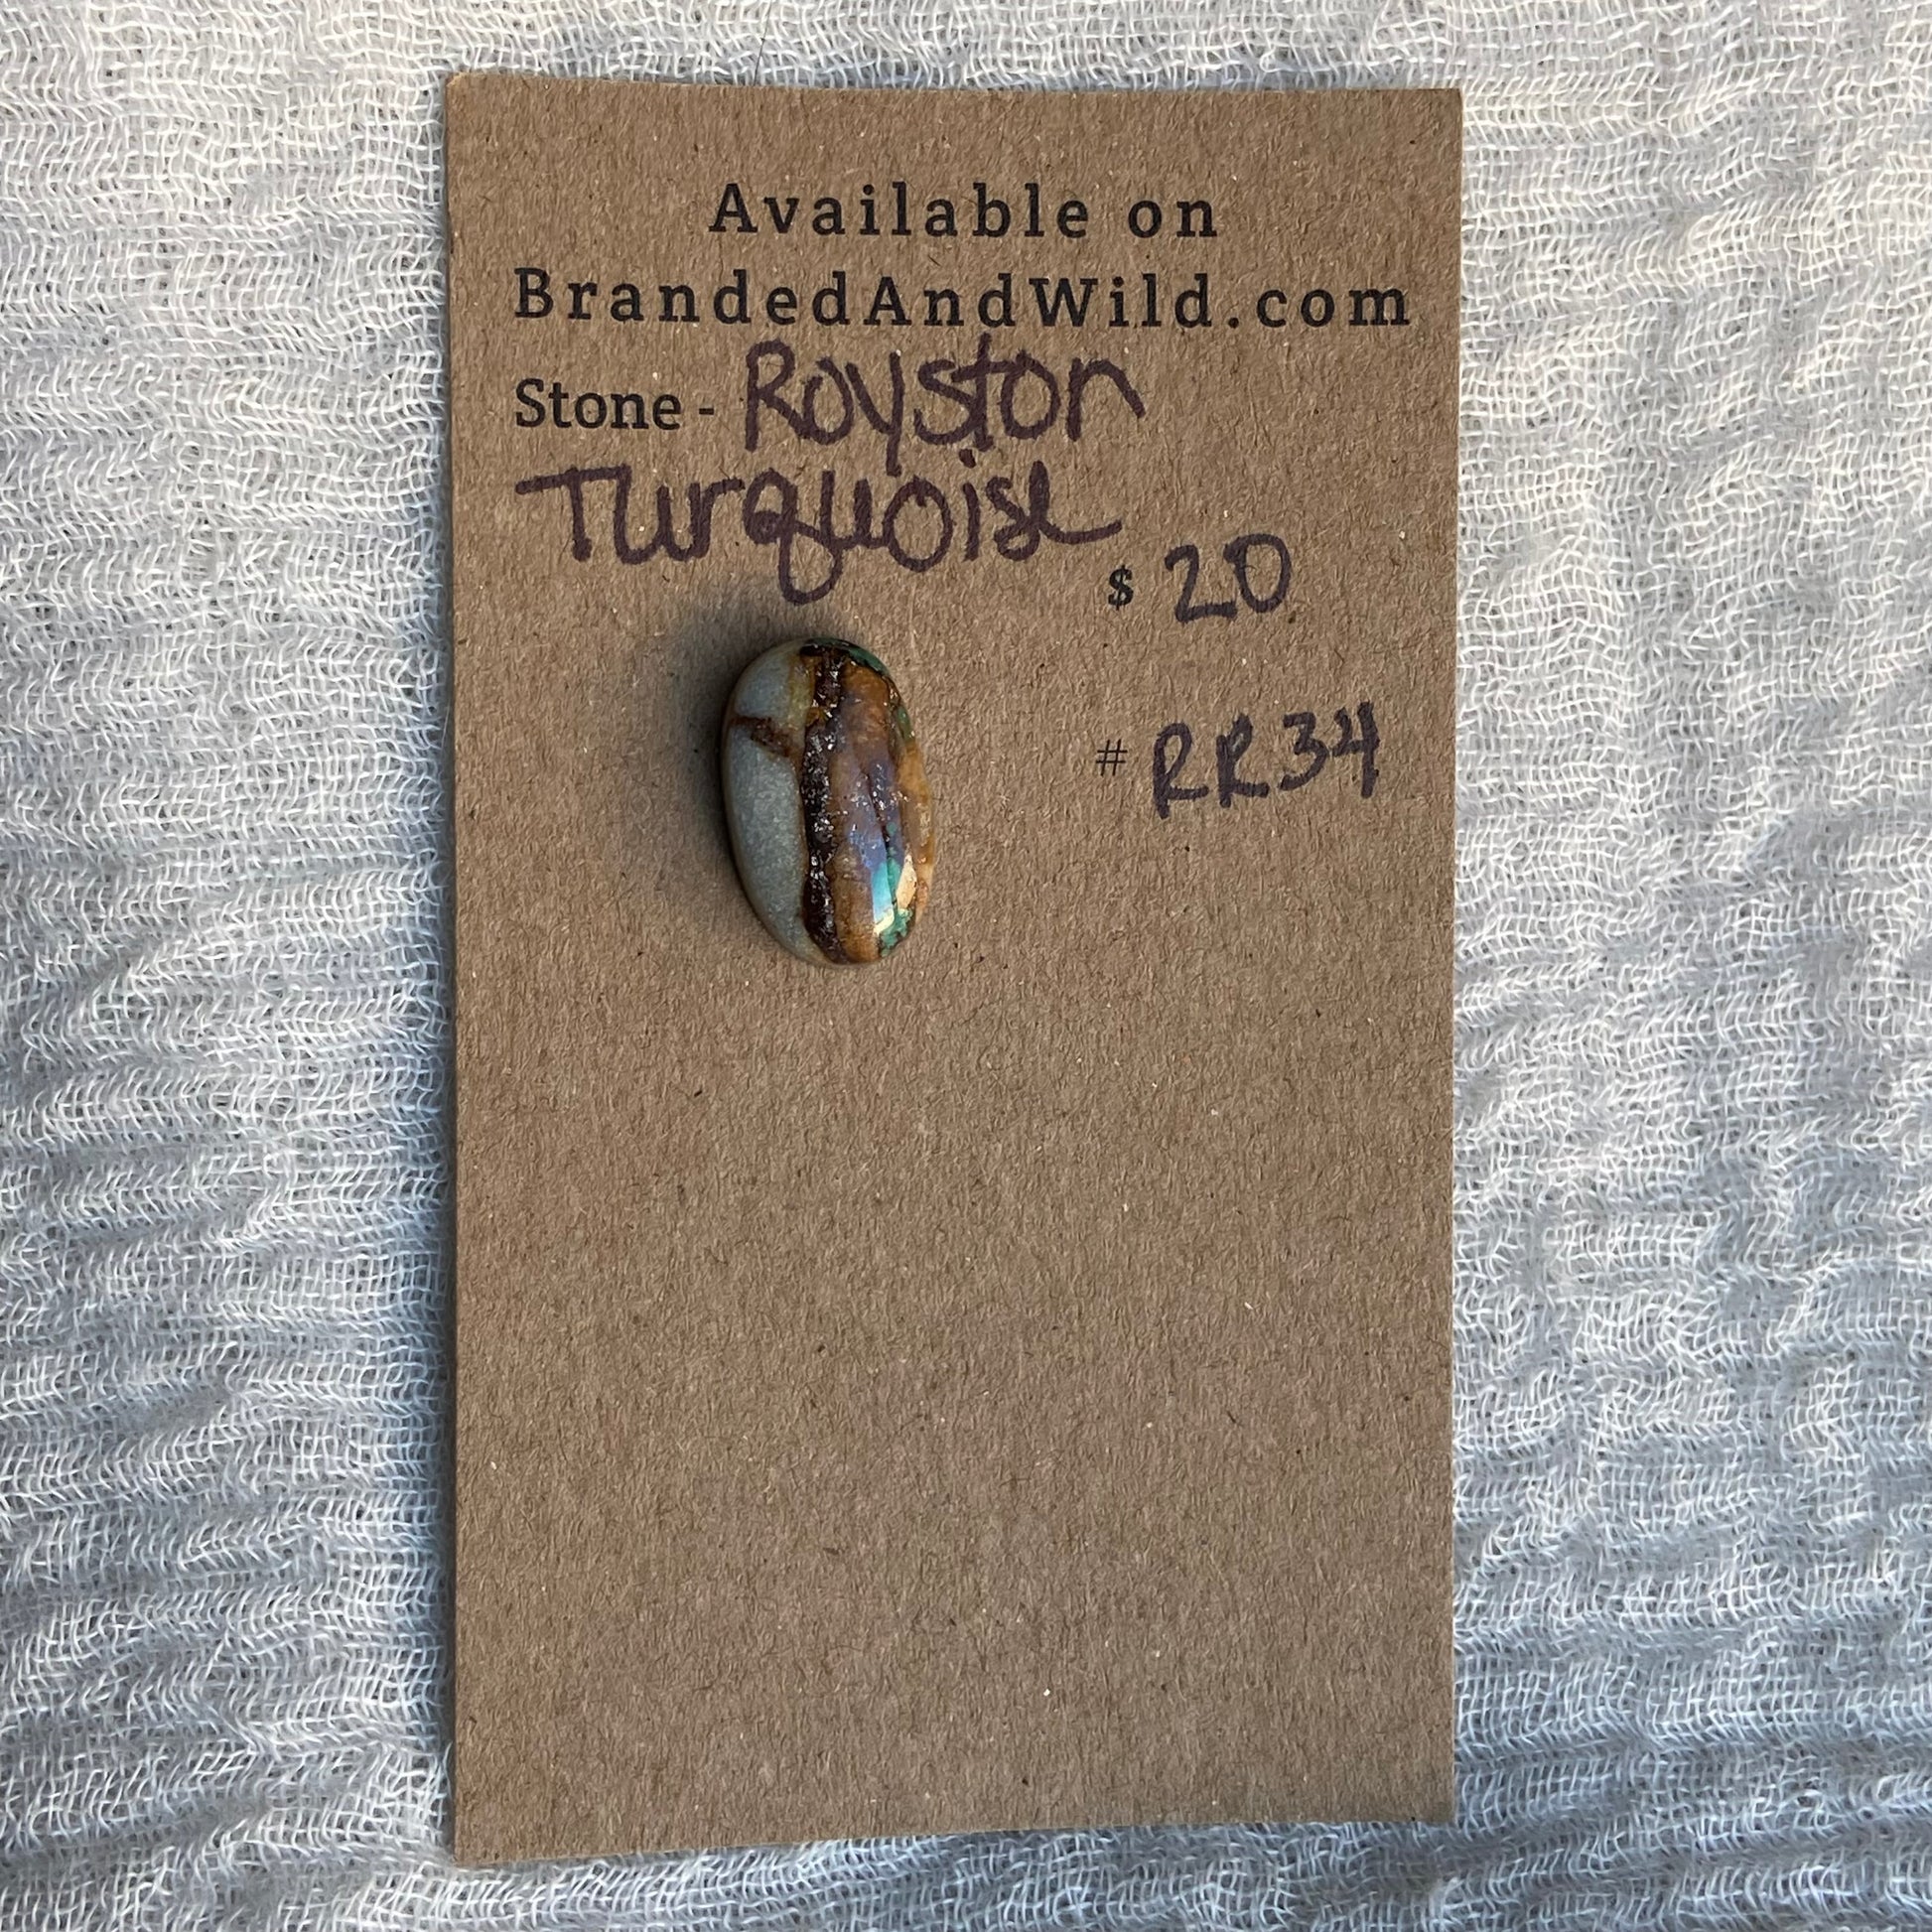 Available on
BrandedAndWild.com
Stone - Royston
Turquoise
$ 20
# RR34